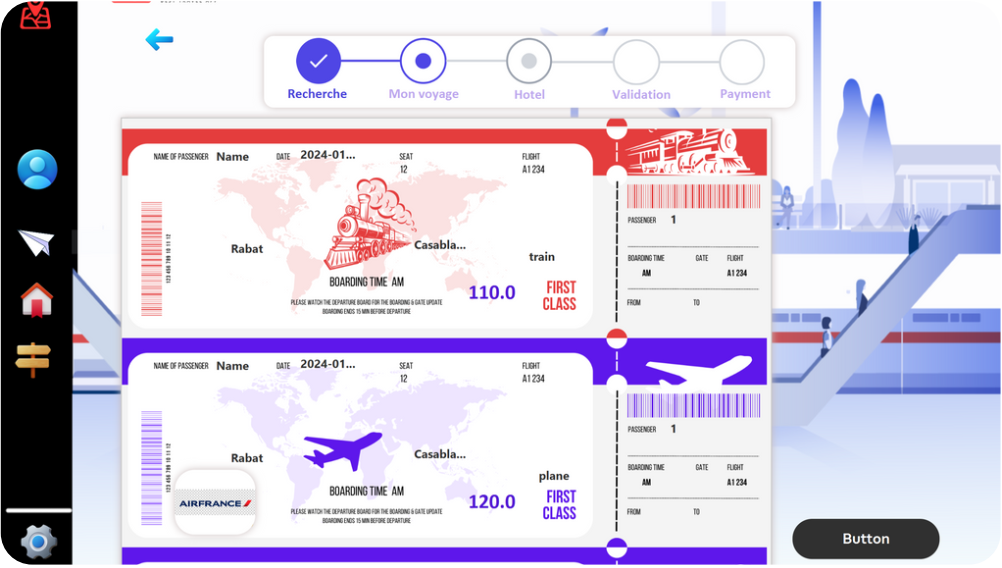 Recherche
Mon voyage
Hotel
Validation
Payment
NAME OF PASSENGER Name DATE 2024-01... SEAT FLIGHT
12 A1 234
PASSENGER 1
123 456 789 10 11 12
Rabat Casabla...
train
BOARDING TIME GATE FLIGHT
AM A1 234
BOARDING TIME AM
110.0 FIRST
CLASS
PLEASE WATCH THE DEPARTURE BOARD FOR THE BOARDING & GATE UPDATE
BOARDING ENDS 15 MIN BEFORE DEPARTURE
FROM TO
NAME OF PASSENGER Name DATE 2024-01... SEAT FLIGHT
12 A1 234
PASSENGER 1
123 456 789 10 11 12
Rabat Casabla...
plane
BOARDING TIME GATE FLIGHT
AM A1 234
BOARDING TIME AM
120.0 FIRST
CLASS
AIRFRANCE
PLEASE WATCH THE DEPARTURE BOARD FOR THE BOARDING & GATE UPDATE
BOARDING ENDS 15 MIN BEFORE DEPARTURE
FROM TO
Button